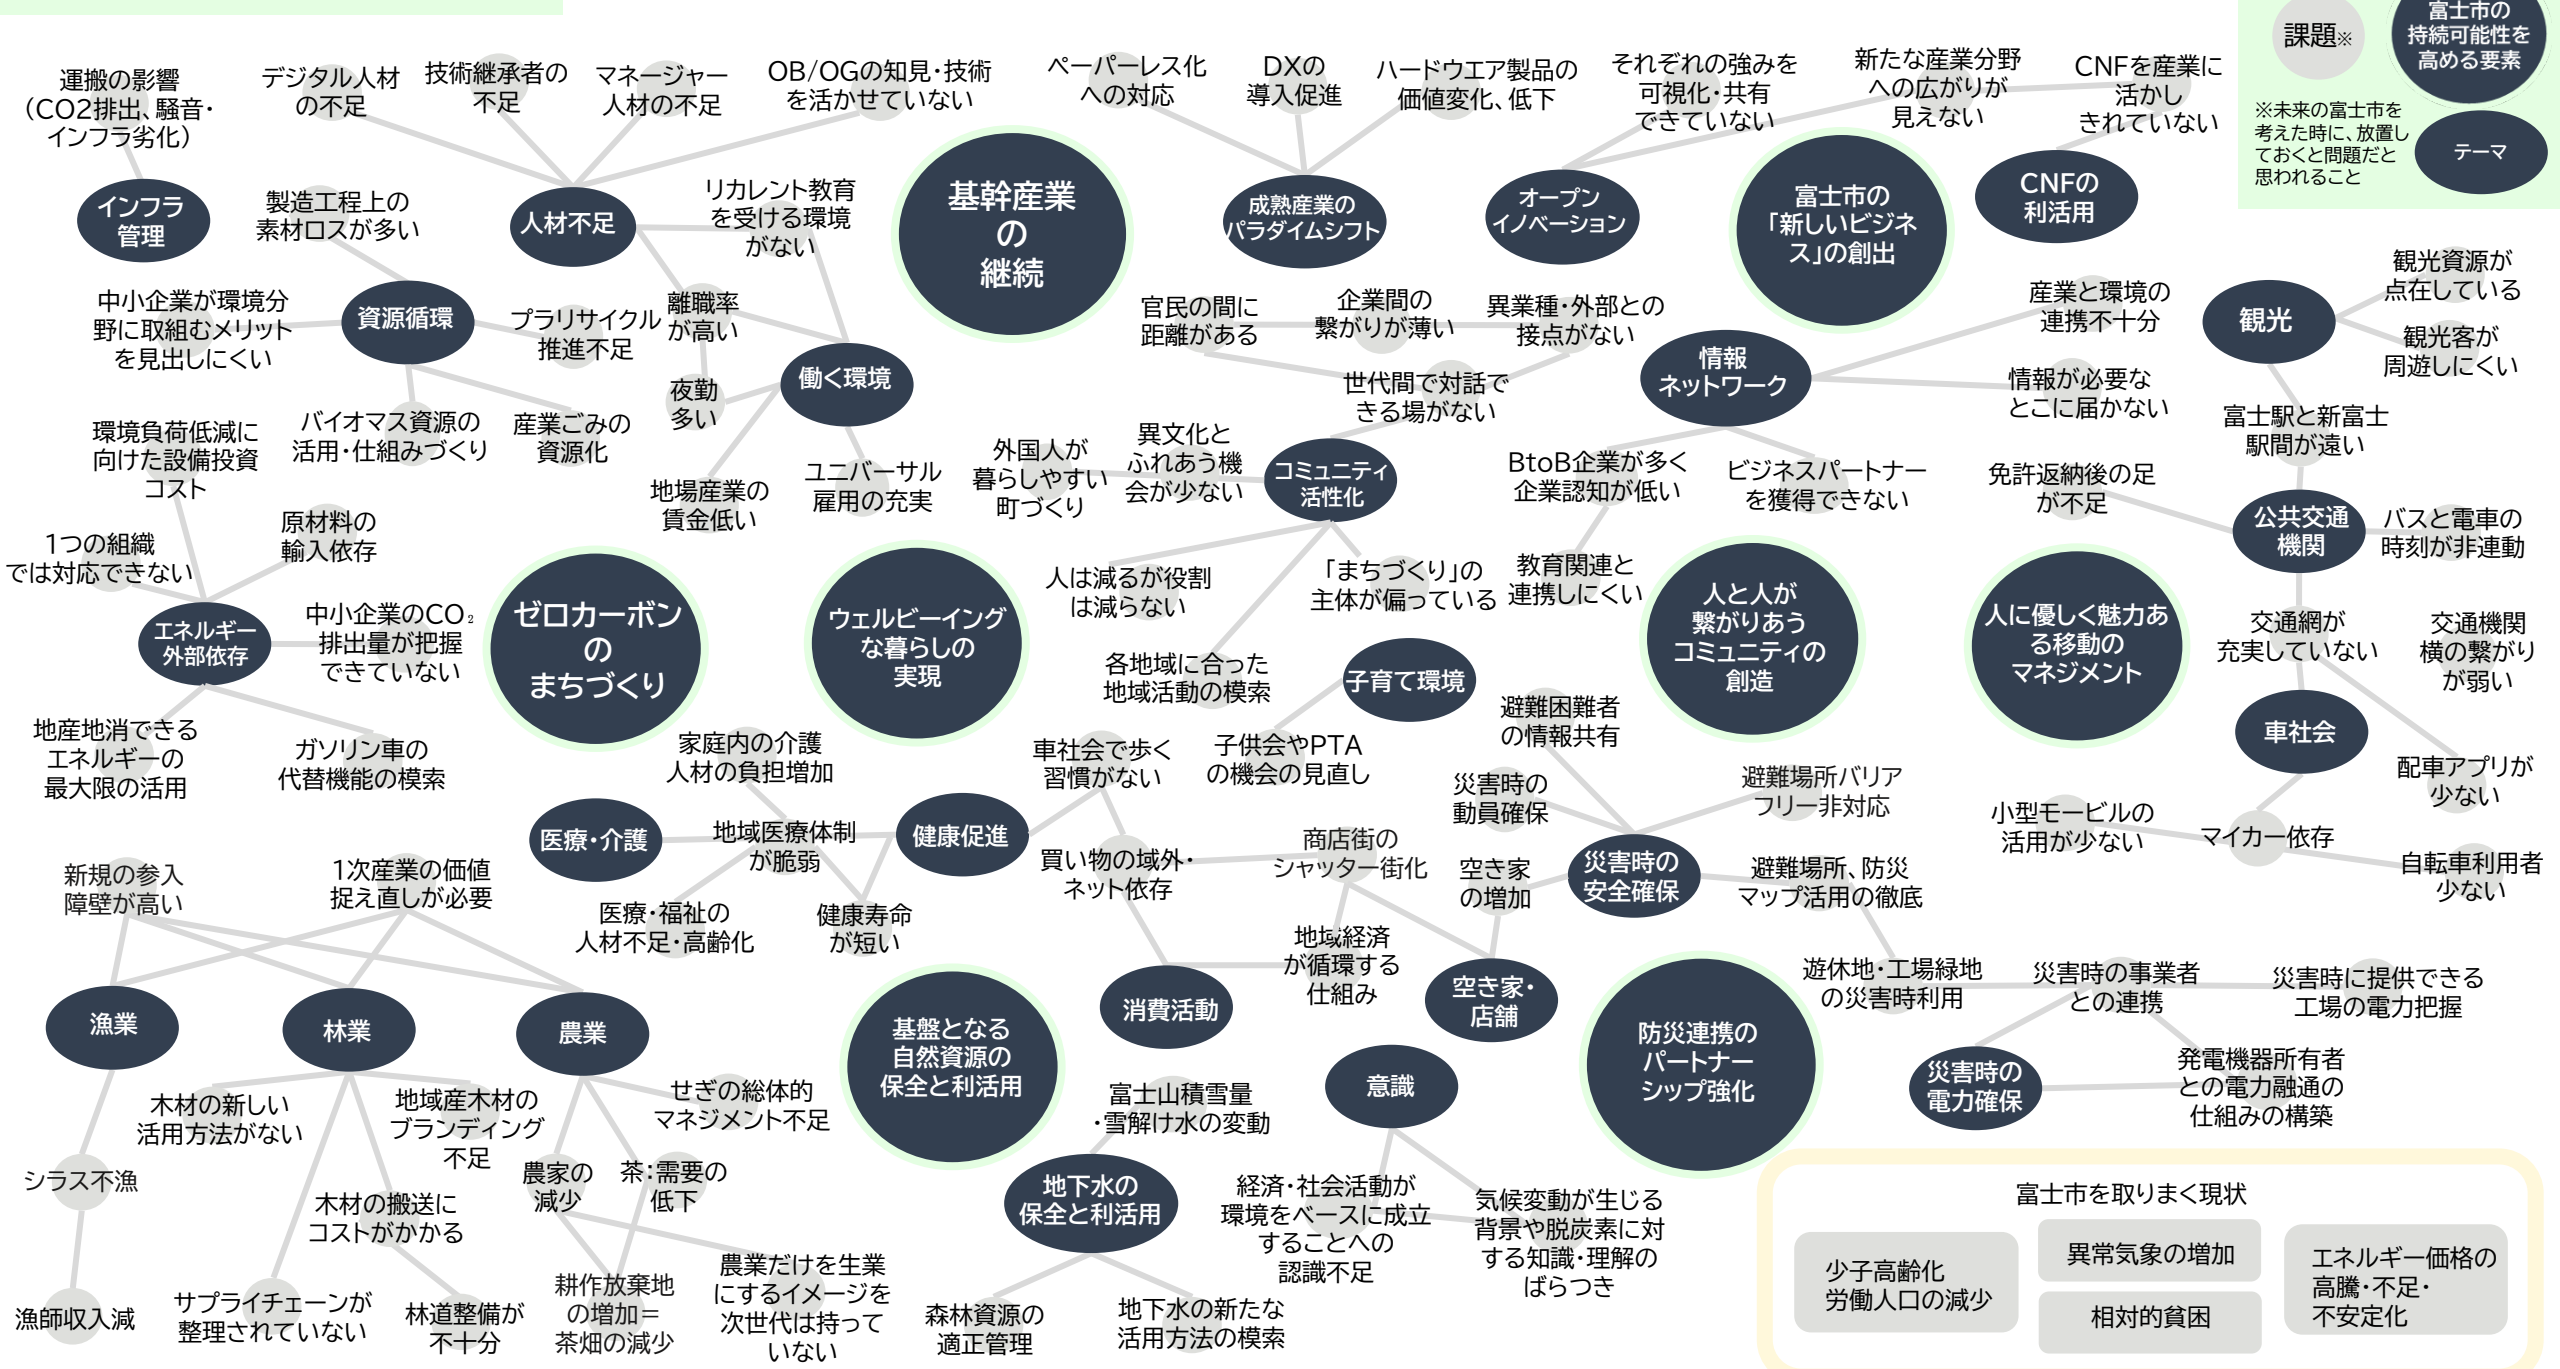 課題※
富士市の
持続可能性を
高める要素
※未来の富士市を
考えた時に、放置し
ておくと問題だと
思われること
テーマ
運搬の影響
（CO2排出、騒音・
インフラ劣化）
デジタル人材
の不足
技術継承者の
不足
マネージャー
人材の不足
OB/OGの知見・技術
を活かせていない
ペーパーレス化
への対応
DXの
導入促進
ハードウエア製品の
価値変化、低下
それぞれの強みを
可視化・共有
できていない
新たな産業分野
への広がりが
見えない
CNFを産業に
活かし
きれていない
インフラ
管理
製造工程上の
素材ロスが多い
人材不足
リカレント教育
を受ける環境
がない
基幹産業
の
継続
成熟産業の
パラダイムシフト
オープン
イノベーション
富士市の
「新しいビジネ
ス」の創出
CNFの
利活用
中小企業が環境分
野に取組むメリット
を見出しにくい
資源循環
プラリサイクル
推進不足
離職率
が高い
官民の間に
距離がある
企業間の
繋がりが薄い
異業種・外部との
接点がない
産業と環境の
連携不十分
観光
観光資源が
点在している
観光客が
周遊しにくい
夜勤
多い
働く環境
世代間で対話で
きる場がない
情報
ネットワーク
情報が必要な
とこに届かない
富士駅と新富士
駅間が遠い
環境負荷低減に
向けた設備投資
コスト
バイオマス資源の
活用・仕組みづくり
産業ごみの
資源化
地場産業の
賃金低い
ユニバーサル
雇用の充実
外国人が
暮らしやすい
町づくり
異文化と
ふれあう機
会が少ない
コミュニティ
活性化
BtoB企業が多く
企業認知が低い
ビジネスパートナー
を獲得できない
免許返納後の足
が不足
公共交通
機関
バスと電車の
時刻が非連動
1つの組織
では対応できない
原材料の
輸入依存
エネルギー
外部依存
中小企業のCO₂
排出量が把握
できていない
ゼロカーボン
の
まちづくり
ウェルビーイング
な暮らしの
実現
人は減るが役割
は減らない
「まちづくり」の
主体が偏っている
教育関連と
連携しにくい
人と人が
繋がりあう
コミュニティの
創造
人に優しく魅力あ
る移動の
マネジメント
交通網が
充実していない
交通機関
横の繋がり
が弱い
各地域に合った
地域活動の模索
子育て環境
車社会
地産地消できる
エネルギーの
最大限の活用
ガソリン車の
代替機能の模索
家庭内の介護
人材の負担増加
車社会で歩く
習慣がない
子供会やPTA
の機会の見直し
避難困難者
の情報共有
災害時の
動員確保
避難場所バリア
フリー非対応
小型モービルの
活用が少ない
マイカー依存
配車アプリが
少ない
自転車利用者
少ない
医療・介護
地域医療体制
が脆弱
健康促進
買い物の域外・
ネット依存
商店街の
シャッター街化
空き家
の増加
災害時の
安全確保
避難場所、防災
マップ活用の徹底
新規の参入
障壁が高い
1次産業の価値
捉え直しが必要
医療・福祉の
人材不足・高齢化
健康寿命
が短い
地域経済
が循環する
仕組み
漁業
林業
農業
基盤となる
自然資源の
保全と利活用
消費活動
空き家・
店舗
防災連携の
パートナー
シップ強化
遊休地・工場緑地
の災害時利用
災害時の事業者
との連携
災害時に提供できる
工場の電力把握
災害時の
電力確保
発電機器所有者
との電力融通の
仕組みの構築
木材の新しい
活用方法がない
地域産木材の
ブランディング
不足
せぎの総体的
マネジメント不足
富士山積雪量
・雪解け水の変動
意識
シラス不漁
木材の搬送に
コストがかかる
農家の
減少
茶：需要の
低下
地下水の
保全と利活用
経済・社会活動が
環境をベースに成立
することへの
認識不足
気候変動が生じる
背景や脱炭素に対
する知識・理解の
ばらつき
漁師収入減
サプライチェーンが
整理されていない
林道整備が
不十分
耕作放棄地
の増加＝
茶畑の減少
農業だけを生業
にするイメージを
次世代は持って
いない
森林資源の
適正管理
地下水の新たな
活用方法の模索
富士市を取りまく現状
少子高齢化
労働人口の減少
異常気象の増加
相対的貧困
エネルギー価格の
高騰・不足・
不安定化